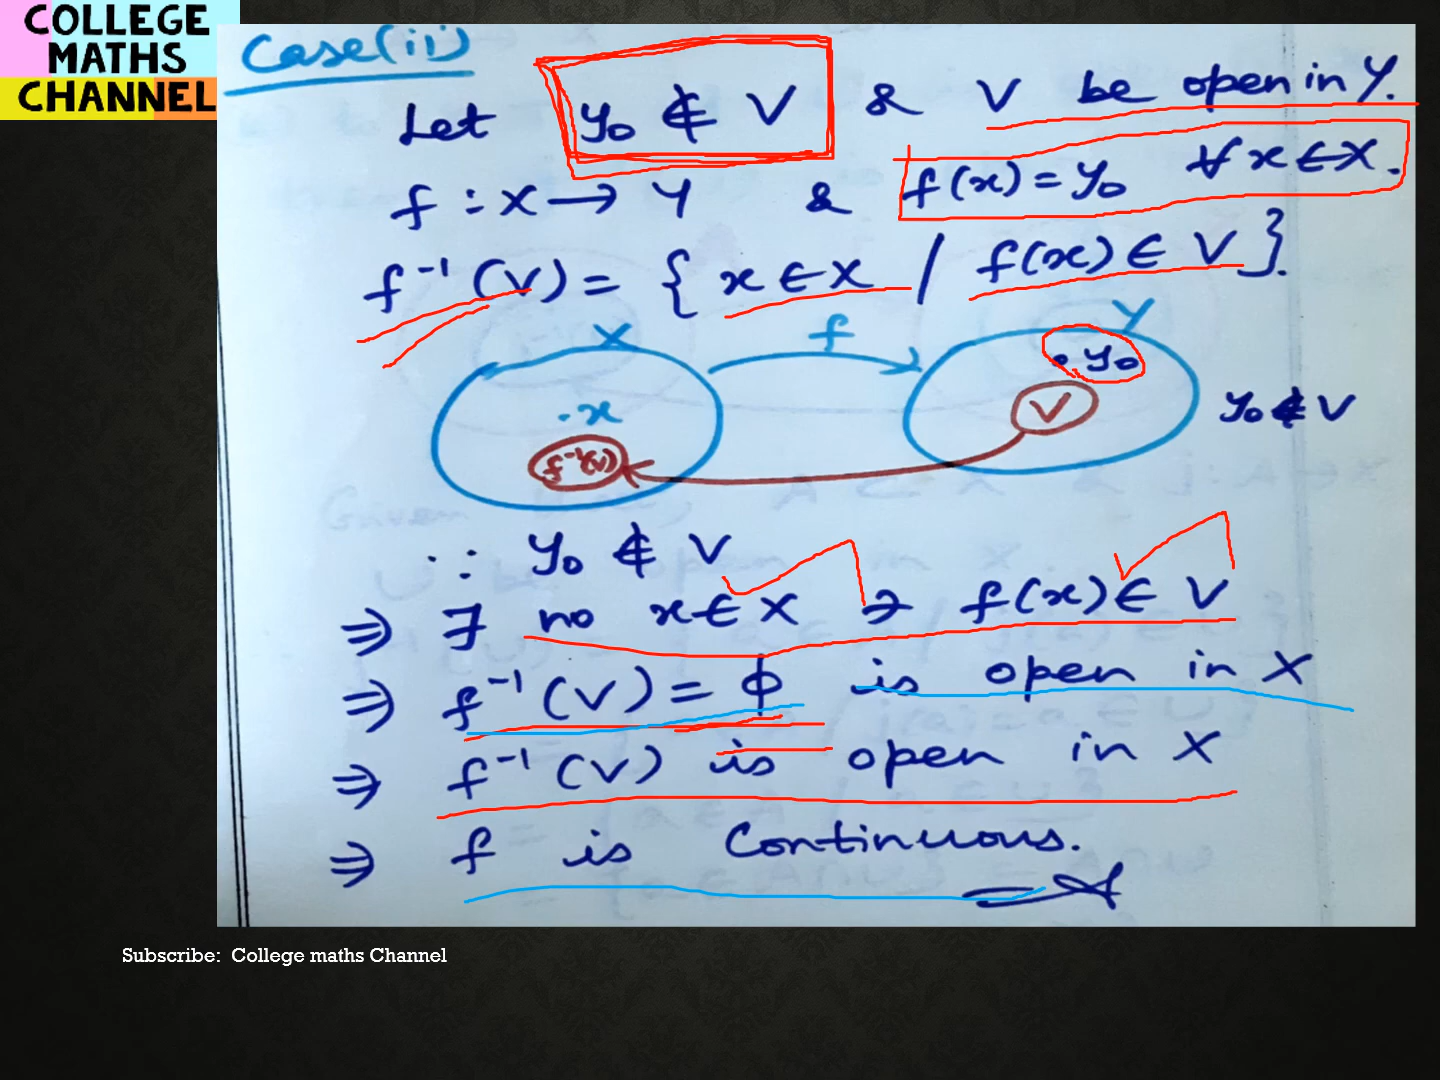 COLLEGE
MATHS
CHANNEL
Case(ii)
Let y₀ ∉ V & V be open in Y.
f : X → Y & f(x) = y₀ ∀ x ∈ X.
f⁻¹(V) = { x ∈ X / f(x) ∈ V }.
X f Y
. y₀
. x V y₀ ∉ V
f⁻¹(V)
∵ y₀ ∉ V
⇒ ∃ no x ∈ X ∋ f(x) ∈ V
⇒ f⁻¹(V) = ϕ is open in X
⇒ f⁻¹(V) is open in X
⇒ f is Continuous.
Subscribe: College maths Channel